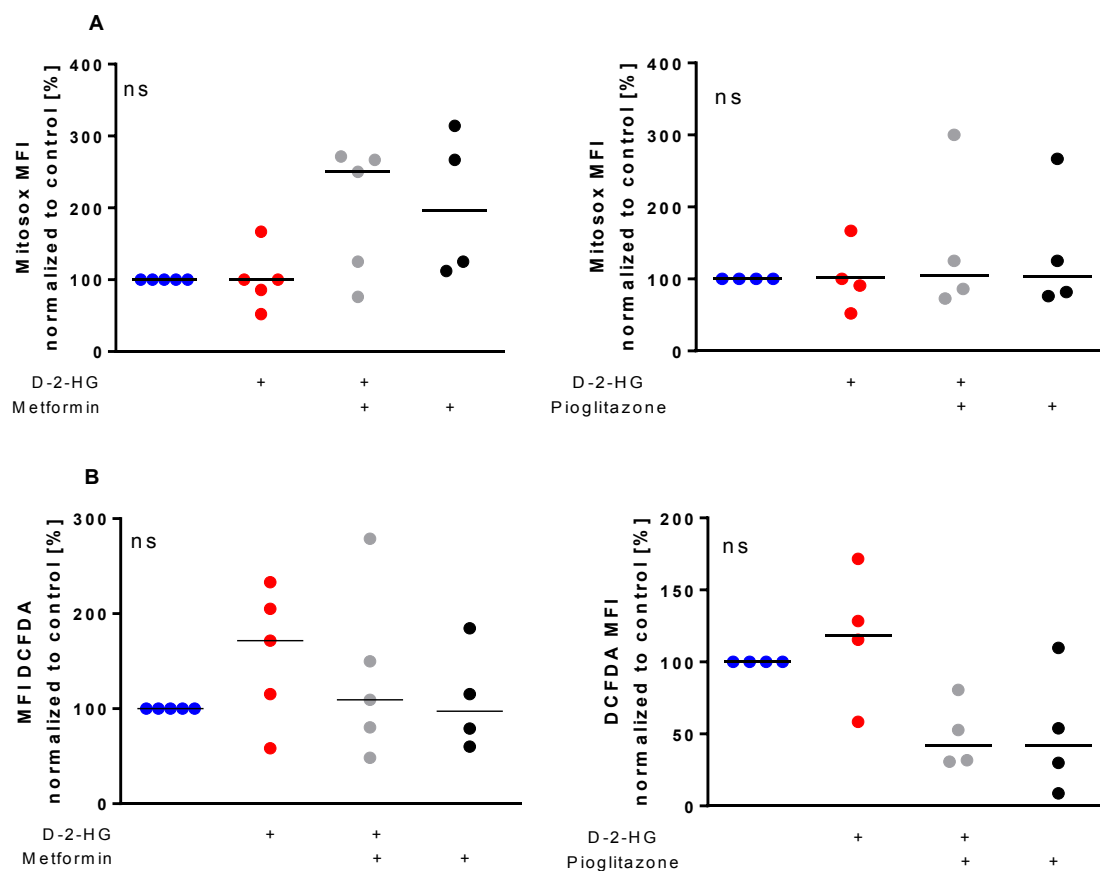 A
Mitosox MFI
normalized to control [%]
400
300
200
100
0
ns
D-2-HG + +
Metformin + +
Mitosox MFI
normalized to control [%]
400
300
200
100
0
ns
D-2-HG + +
Pioglitazone + +
B
MFI DCFDA
normalized to control [%]
300
200
100
0
ns
D-2-HG + +
Metformin + +
DCFDA MFI
normalized to control [%]
200
150
100
50
0
ns
D-2-HG + +
Pioglitazone + +